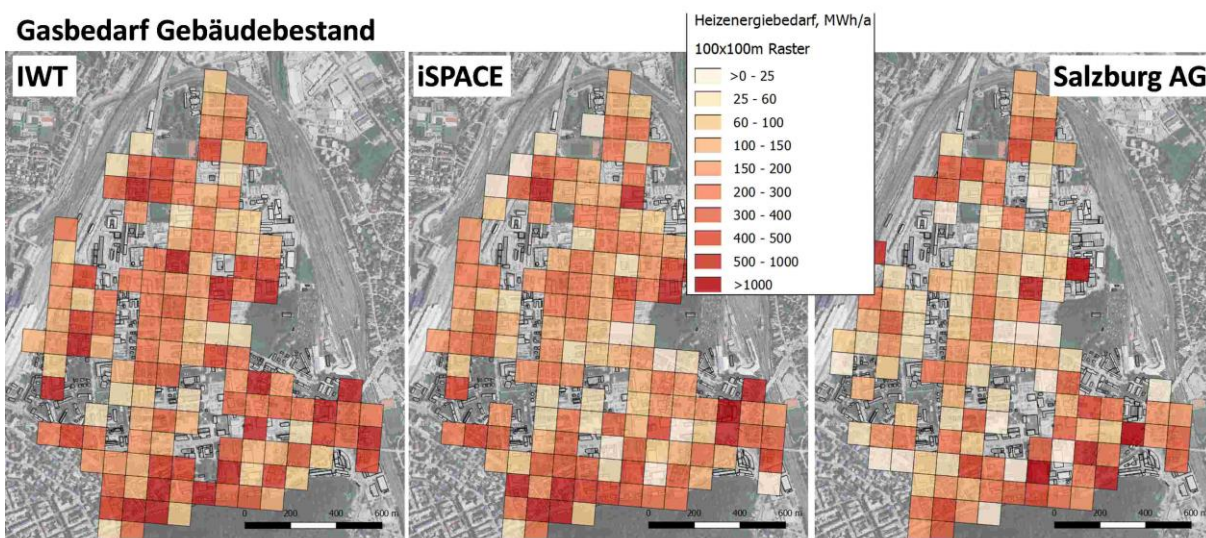 Gasbedarf Gebäudebestand
IWT
iSPACE
Salzburg AG
Heizenergiebedarf, MWh/a
100x100m Raster
>0 - 25
25 - 60
60 - 100
100 - 150
150 - 200
200 - 300
300 - 400
400 - 500
500 - 1000
>1000
0 200 400 600 m
0 200 400 600 m
0 200 400 600 m